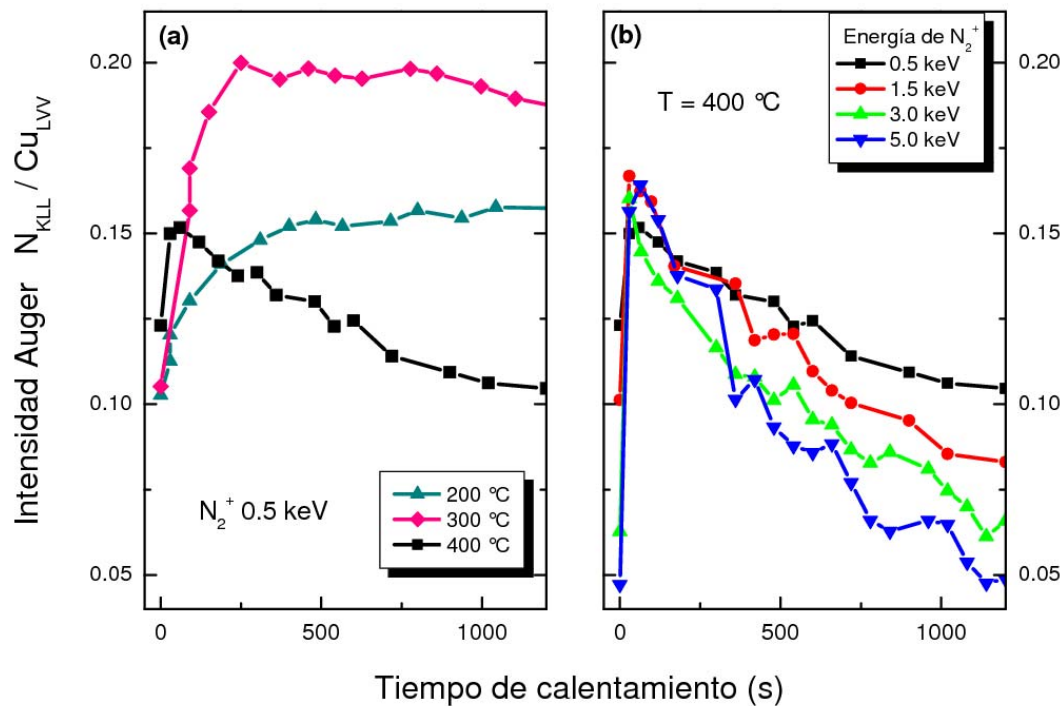 (a)
(b)
Energía de N₂⁺
0.5 keV
1.5 keV
3.0 keV
5.0 keV
T = 400 °C
N₂⁺ 0.5 keV
200 °C
300 °C
400 °C
0.20
0.15
0.10
0.05
0.20
0.15
0.10
0.05
0 500 1000
0 500 1000
Intensidad Auger N_KLL / Cu_LVV
Tiempo de calentamiento (s)